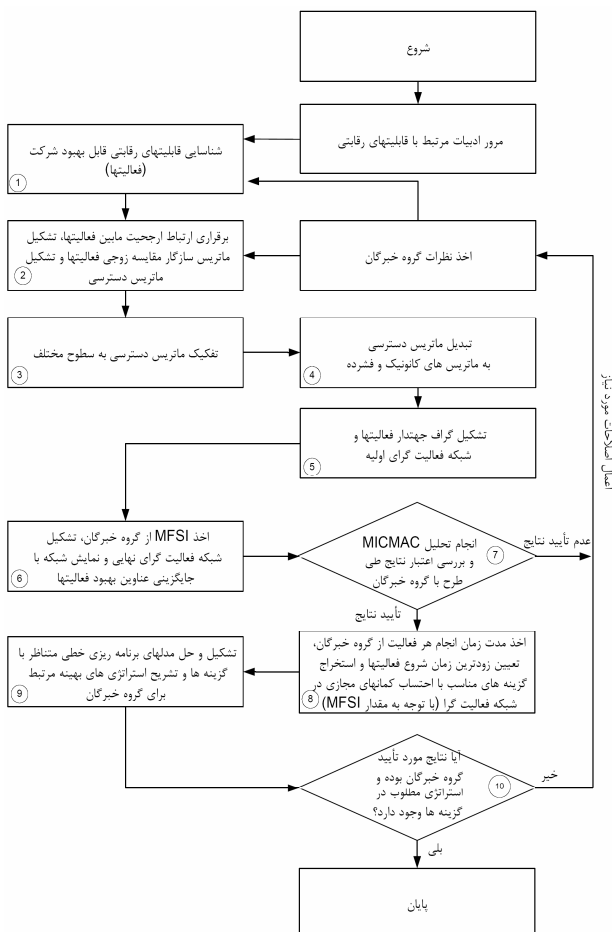 شروع
مرور ادبیات مرتبط با قابلیتهای رقابتی
شناسایی قابلیتهای رقابتی قابل بهبود شرکت
(فعالیتها)
1
اخذ نظرات گروه خبرگان
برقراری ارتباط ارجحیت مابین فعالیتها، تشکیل
ماتریس سازگار مقایسه زوجی فعالیتها و تشکیل
ماتریس دسترسی
2
تفکیک ماتریس دسترسی به سطوح مختلف
3
تبدیل ماتریس دسترسی
به ماتریس های کانونیک و فشرده
4
تشکیل گراف جهتدار فعالیتها و
شبکه فعالیت گرای اولیه
5
اعمال اصلاحات مورد نیاز
اخذ MFSI از گروه خبرگان، تشکیل
شبکه فعالیت گرای نهایی و نمایش شبکه با
جایگزینی عناوین بهبود فعالیتها
6
انجام تحلیل MICMAC
و بررسی اعتبار نتایج طی
طرح با گروه خبرگان
7
عدم تأیید نتایج
تأیید نتایج
اخذ مدت زمان انجام هر فعالیت از گروه خبرگان،
تعیین زودترین زمان شروع فعالیتها و استخراج
گزینه های مناسب با احتساب کمانهای مجازی در
شبکه فعالیت گرا (با توجه به مقدار MFSI)
8
تشکیل و حل مدلهای برنامه ریزی خطی متناظر با
گزینه ها و تشریح استراتژی های بهینه مرتبط
برای گروه خبرگان
9
آیا نتایج مورد تأیید
گروه خبرگان بوده و
استراتژی مطلوب در
گزینه ها وجود دارد؟
10
خیر
بلی
پایان